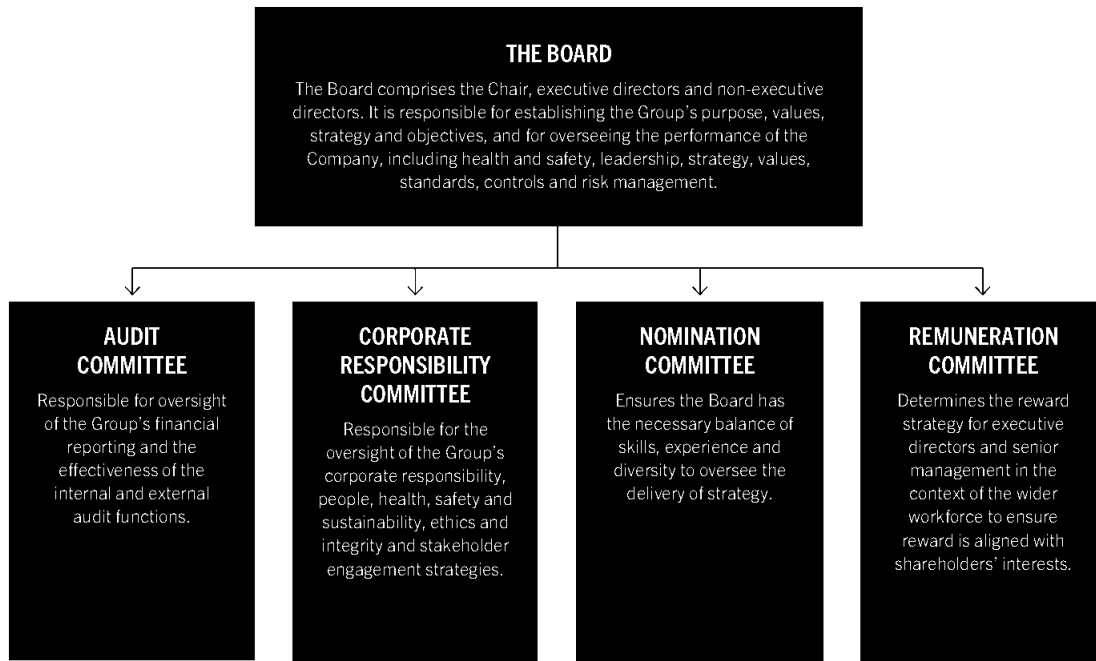 THE BOARD
The Board comprises the Chair, executive directors and non-executive
directors. It is responsible for establishing the Group's purpose, values,
strategy and objectives, and for overseeing the performance of the
Company, including health and safety, leadership, strategy, values,
standards, controls and risk management.
AUDIT
COMMITTEE
Responsible for oversight
of the Group's financial
reporting and the
effectiveness of the
internal and external
audit functions.
CORPORATE
RESPONSIBILITY
COMMITTEE
Responsible for the
oversight of the Group's
corporate responsibility,
people, health, safety and
sustainability, ethics and
integrity and stakeholder
engagement strategies.
NOMINATION
COMMITTEE
Ensures the Board has
the necessary balance of
skills, experience and
diversity to oversee the
delivery of strategy.
REMUNERATION
COMMITTEE
Determines the reward
strategy for executive
directors and senior
management in the
context of the wider
workforce to ensure
reward is aligned with
shareholders' interests.